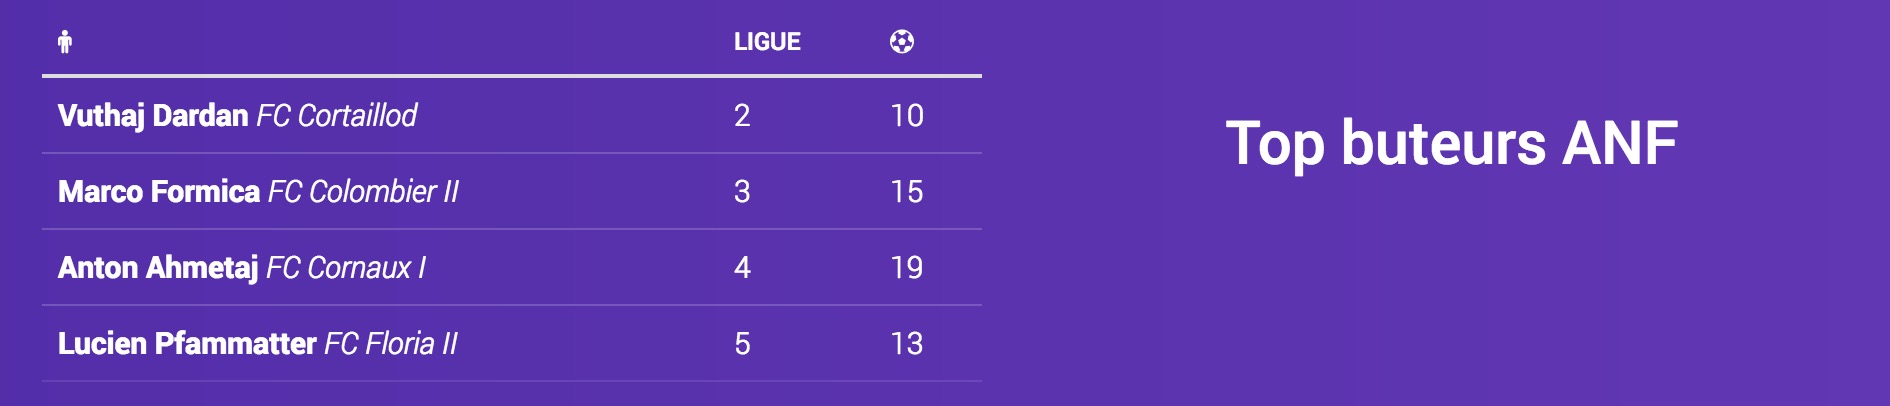 LIGUE
Vuthaj Dardan FC Cortaillod 2 10
Marco Formica FC Colombier II 3 15
Anton Ahmetaj FC Cornaux I 4 19
Lucien Pfammatter FC Floria II 5 13
Top buteurs ANF